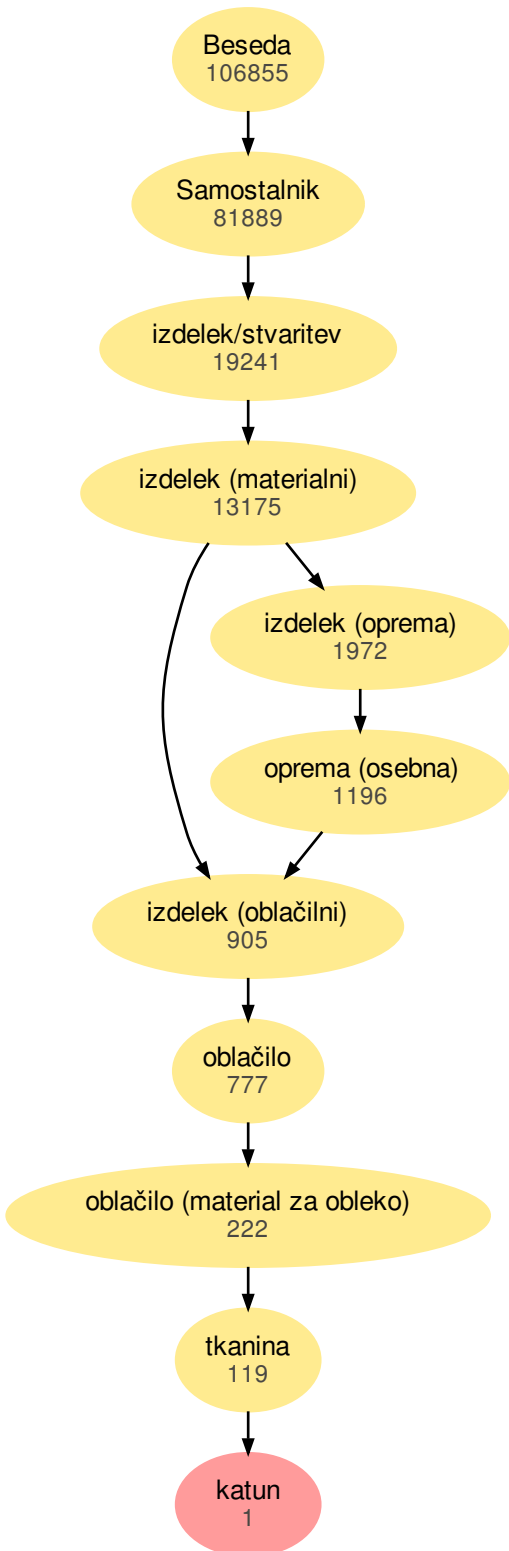 Beseda
106855
Samostalnik
81889
izdelek/stvaritev
19241
izdelek (materialni)
13175
izdelek (oprema)
1972
oprema (osebna)
1196
izdelek (oblačilni)
905
oblačilo
777
oblačilo (material za obleko)
222
tkanina
119
katun
1